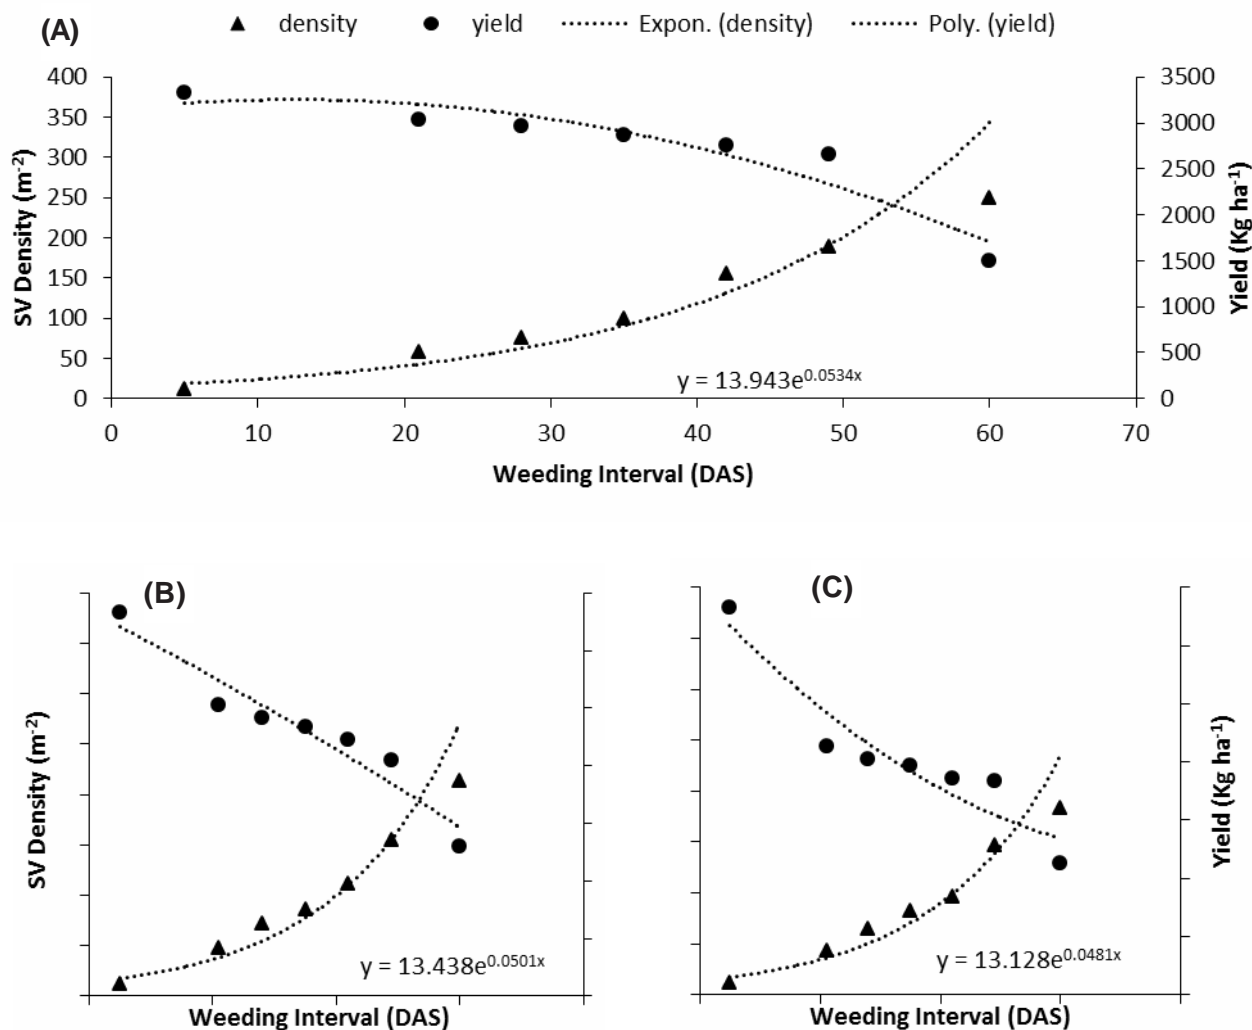 (A)
density yield Expon. (density) Poly. (yield)
400 3500
350 3000
300 2500
250 2000
200 1500
150 1000
100 500
50 0
0
SV Density (m-2)
Yield (Kg ha-1)
y = 13.943e0.0534x
0 10 20 30 40 50 60 70
Weeding Interval (DAS)
(B)
SV Density (m-2)
y = 13.438e0.0501x
Weeding Interval (DAS)
(C)
Yield (Kg ha-1)
y = 13.128e0.0481x
Weeding Interval (DAS)